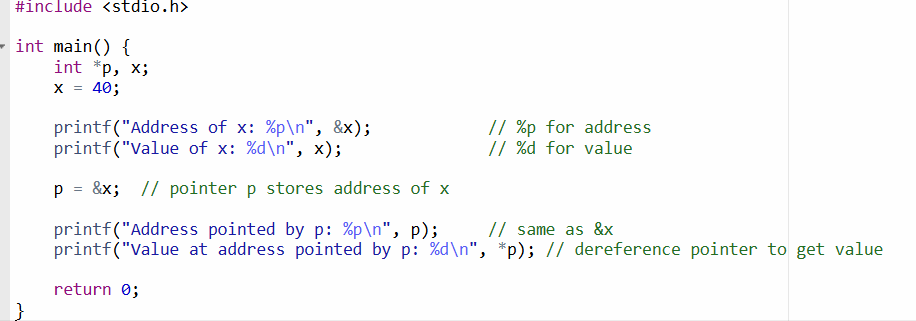 #include <stdio.h>
int main() {
    int *p, x;
    x = 40;
    printf("Address of x: %p\n", &x);              // %p for address
    printf("Value of x: %d\n", x);                 // %d for value
    p = &x;  // pointer p stores address of x
    printf("Address pointed by p: %p\n", p);     // same as &x
    printf("Value at address pointed by p: %d\n", *p); // dereference pointer to get value
    return 0;
}